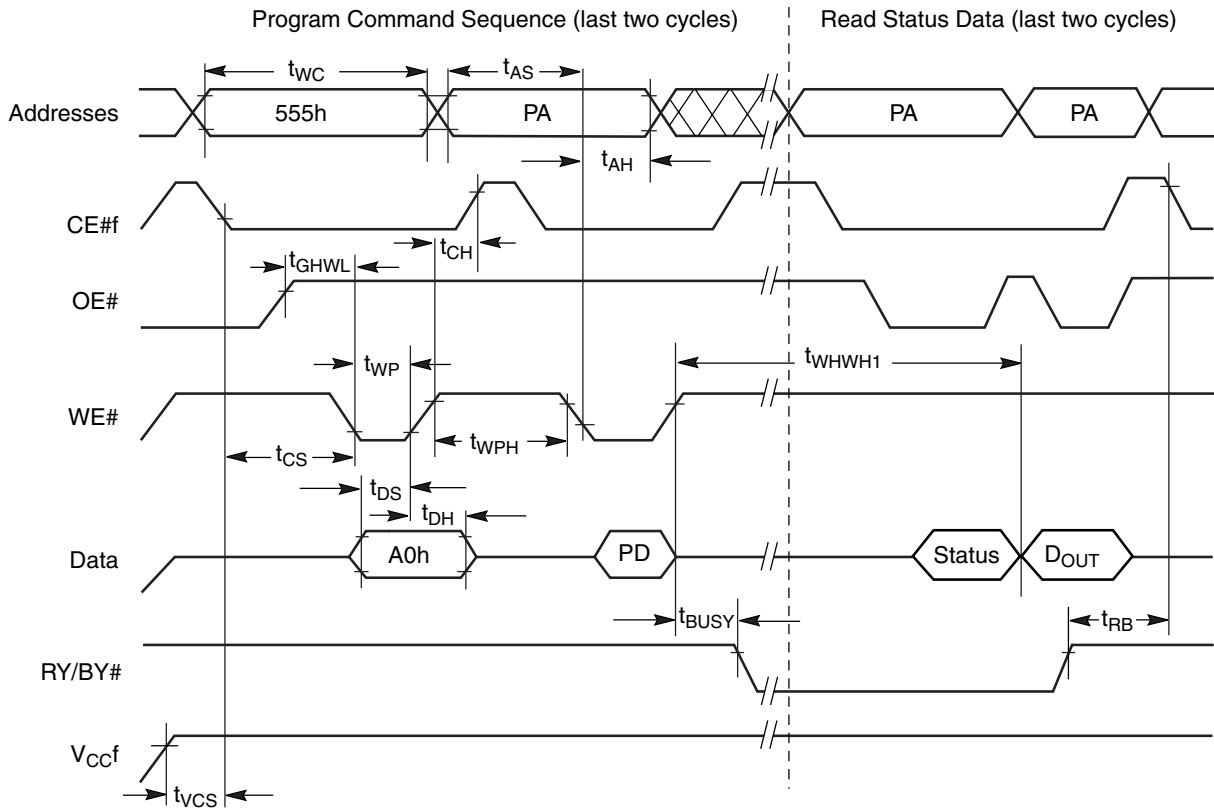 Program Command Sequence (last two cycles)
Read Status Data (last two cycles)
tWC
tAS
Addresses
555h
PA
PA
PA
tAH
CE#f
tCH
tGHWL
OE#
tWP
tWHWH1
WE#
tWPH
tCS
tDS
tDH
Data
A0h
PD
Status
DOUT
tBUSY
tRB
RY/BY#
VCCf
tVCS